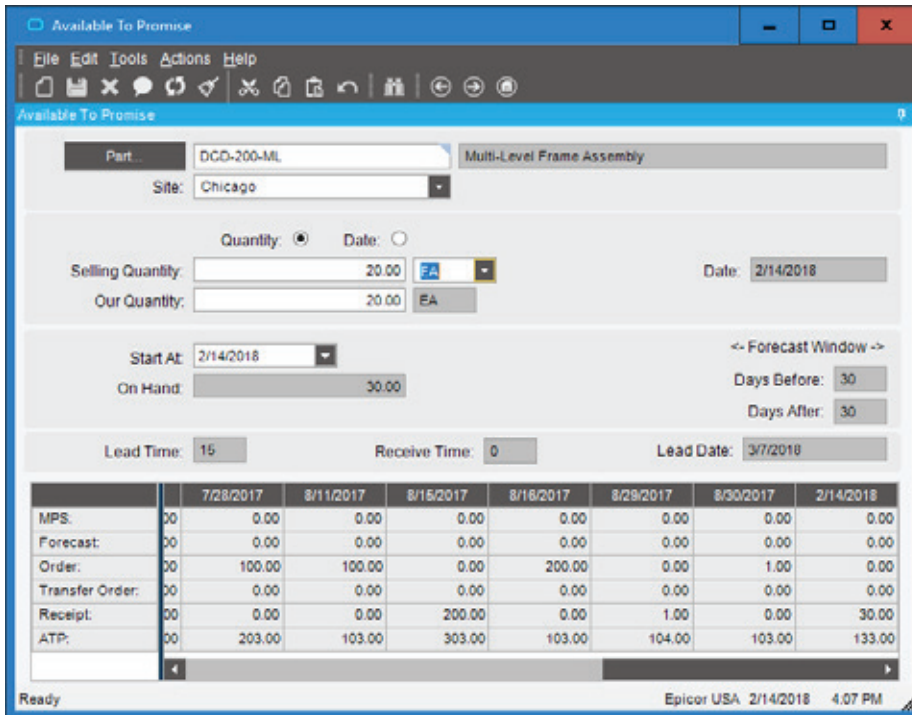 Available To Promise
File Edit Tools Actions Help
Available To Promise
Part... DCD-200-ML Multi-Level Frame Assembly
Site: Chicago
Quantity: Date:
Selling Quantity: 20.00 EA Date: 2/14/2018
Our Quantity: 20.00 EA
Start At: 2/14/2018 <- Forecast Window ->
On Hand: 30.00 Days Before: 30
Days After: 30
Lead Time: 15 Receive Time: 0 Lead Date: 3/7/2018
7/28/2017 8/11/2017 8/15/2017 8/16/2017 8/29/2017 8/30/2017 2/14/2018
MPS: 00 0.00 0.00 0.00 0.00 0.00 0.00 0.00
Forecast: 00 0.00 0.00 0.00 0.00 0.00 0.00 0.00
Order: 00 100.00 100.00 0.00 200.00 0.00 1.00 0.00
Transfer Order: 00 0.00 0.00 0.00 0.00 0.00 0.00 0.00
Receipt: 00 0.00 0.00 200.00 0.00 1.00 0.00 30.00
ATP: 00 203.00 103.00 303.00 103.00 104.00 103.00 133.00
Ready Epicor USA 2/14/2018 4:07 PM